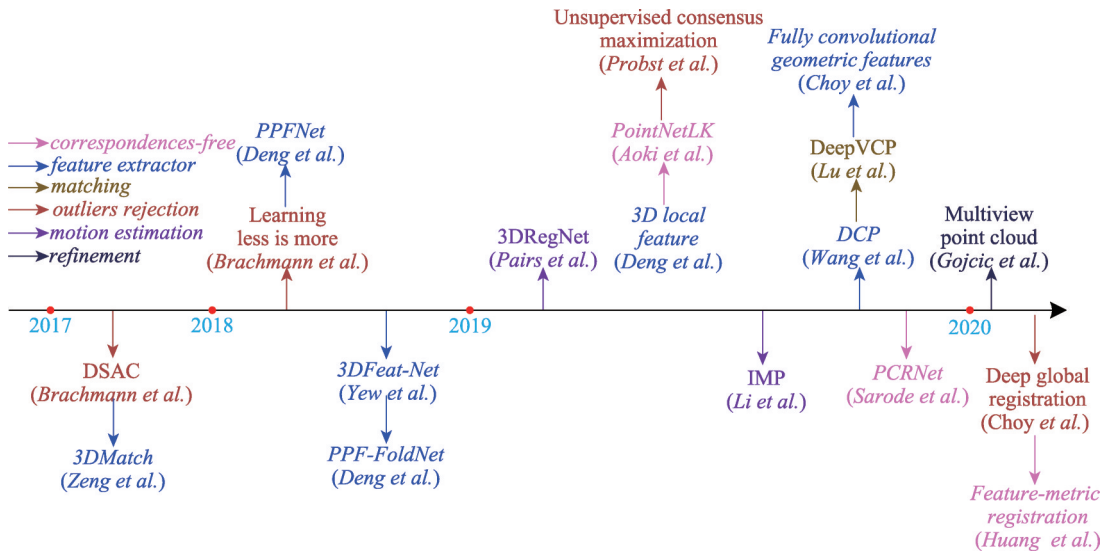 Unsupervised consensus
maximization
(Probst et al.)
Fully convolutional
geometric features
(Choy et al.)
correspondences-free
feature extractor
matching
outliers rejection
motion estimation
refinement
PPFNet
(Deng et al.)
Learning
less is more
(Brachmann et al.)
3DRegNet
(Pairs et al.)
PointNetLK
(Aoki et al.)
3D local
feature
(Deng et al.)
DeepVCP
(Lu et al.)
DCP
(Wang et al.)
Multiview
point cloud
(Gojcic et al.)
2017
2018
2019
2020
DSAC
(Brachmann et al.)
3DMatch
(Zeng et al.)
3DFeat-Net
(Yew et al.)
PPF-FoldNet
(Deng et al.)
IMP
(Li et al.)
PCRNet
(Sarode et al.)
Deep global
registration
(Choy et al.)
Feature-metric
registration
(Huang et al.)